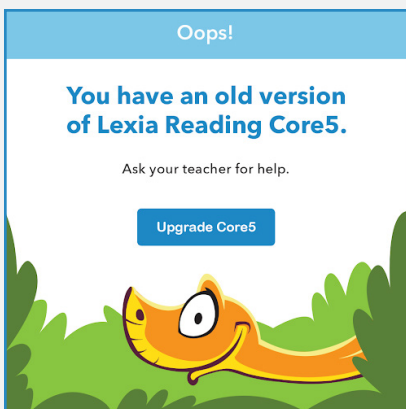 Oops!
You have an old version
of Lexia Reading Core5.
Ask your teacher for help.
Upgrade Core5